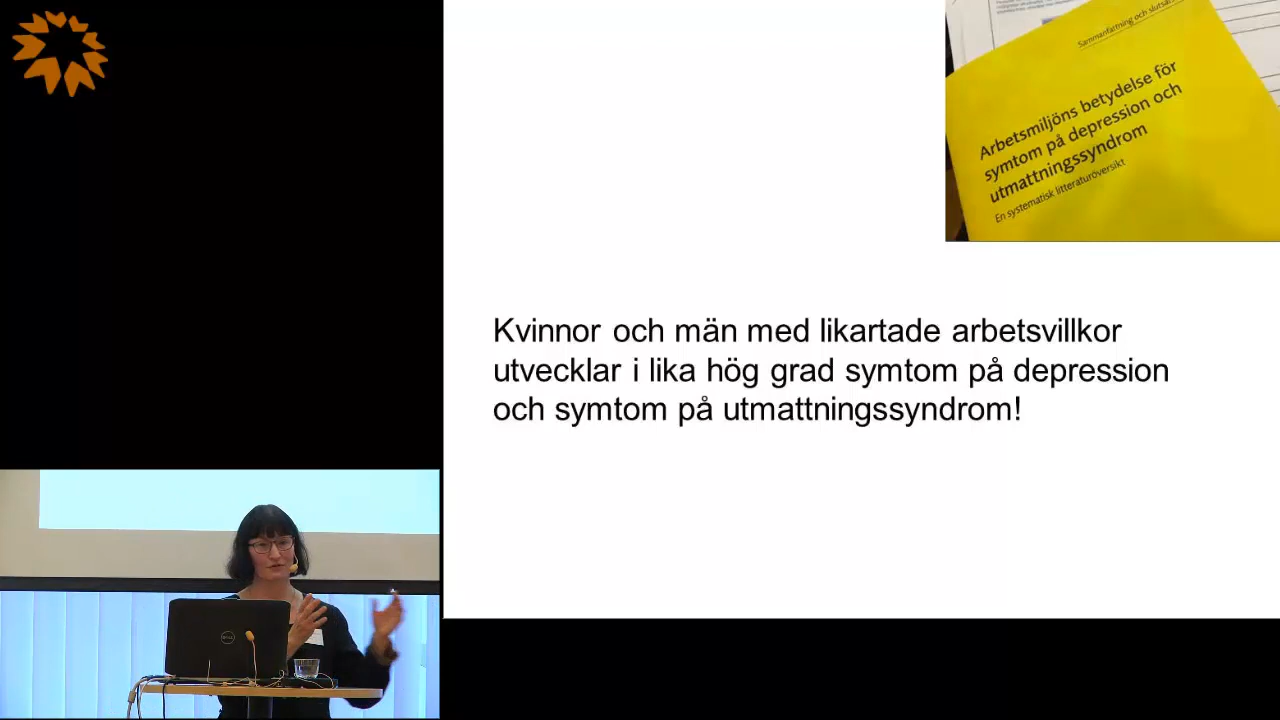 Sammanfattning och
Arbetsmiljöns betydelse för
symtom på depression och
utmattningssyndrom
En systematisk litteraturöversikt
Kvinnor och män med likartade arbetsvillkor
utvecklar i lika hög grad symtom på depression
och symtom på utmattningssyndrom!
DELL